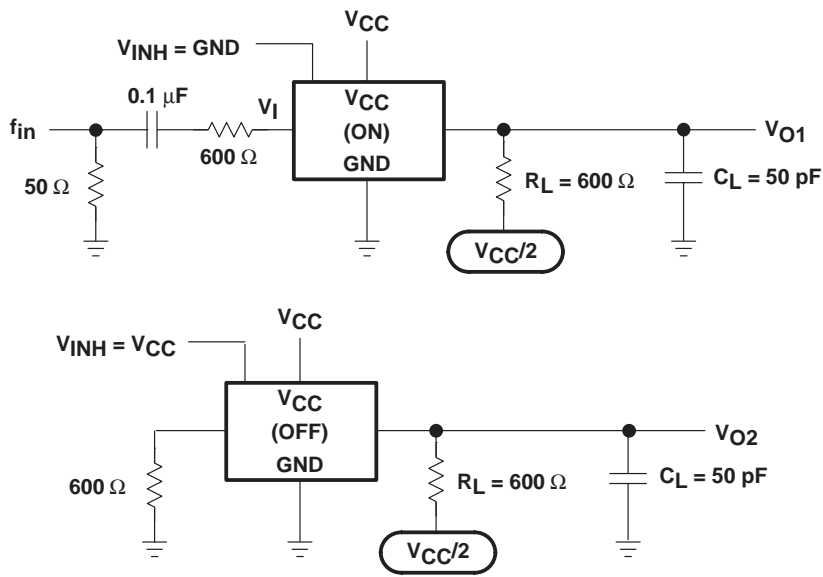 VCC
VINH = GND
0.1 μF
VI
VCC
(ON)
GND
fin
600 Ω
50 Ω
VO1
RL = 600 Ω
CL = 50 pF
VCC/2
VCC
VINH = VCC
VCC
(OFF)
GND
VO2
600 Ω
RL = 600 Ω
CL = 50 pF
VCC/2